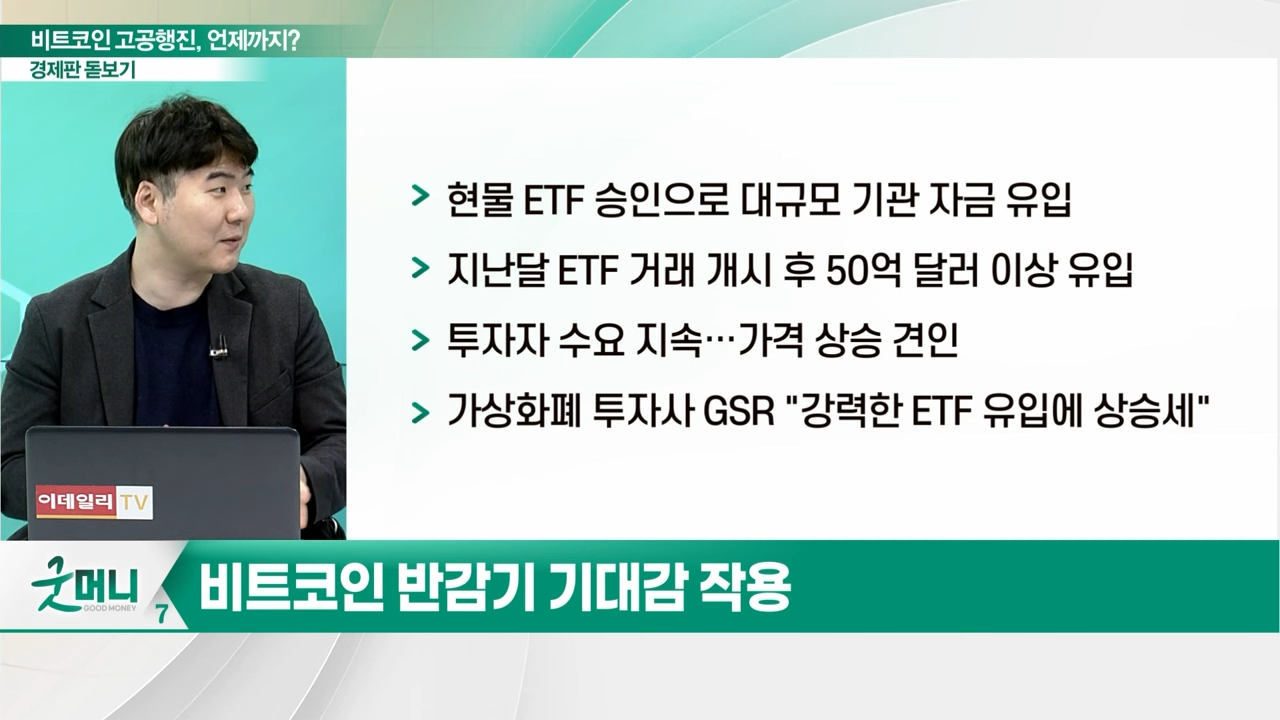 비트코인 고공행진, 언제까지?
경제판 돋보기
> 현물 ETF 승인으로 대규모 기관 자금 유입
> 지난달 ETF 거래 개시 후 50억 달러 이상 유입
> 투자자 수요 지속…가격 상승 견인
> 가상화폐 투자사 GSR "강력한 ETF 유입에 상승세"
이데일리 TV
굿머니
GOOD MONEY
7
비트코인 반감기 기대감 작용